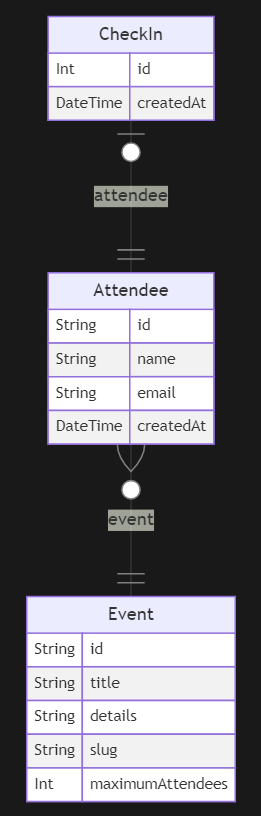 CheckIn
Int id
DateTime createdAt
attendee
Attendee
String id
String name
String email
DateTime createdAt
event
Event
String id
String title
String details
String slug
Int maximumAttendees